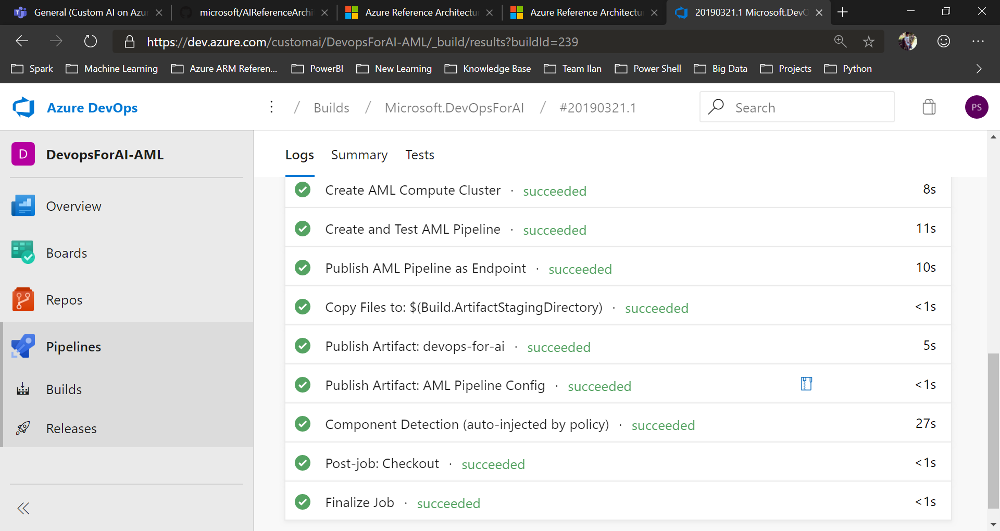 General (Custom AI on Azur
microsoft/AIReferenceArchi
Azure Reference Architectu
Azure Reference Architectur
20190321.1 Microsoft.DevO
https://dev.azure.com/customai/DevopsForAI-AML/_build/results?buildId=239
Spark
Machine Learning
Azure ARM Referen...
PowerBI
New Learning
Knowledge Base
Team Ilan
Power Shell
Big Data
Projects
Python
Azure DevOps
/ Builds / Microsoft.DevOpsForAI / #20190321.1
Search
PS
D DevopsForAI-AML
Overview
Boards
Repos
Pipelines
Builds
Releases
Logs Summary Tests
Create AML Compute Cluster · succeeded 8s
Create and Test AML Pipeline · succeeded 11s
Publish AML Pipeline as Endpoint · succeeded 10s
Copy Files to: $(Build.ArtifactStagingDirectory) · succeeded <1s
Publish Artifact: devops-for-ai · succeeded 5s
Publish Artifact: AML Pipeline Config · succeeded <1s
Component Detection (auto-injected by policy) · succeeded 27s
Post-job: Checkout · succeeded <1s
Finalize Job · succeeded <1s